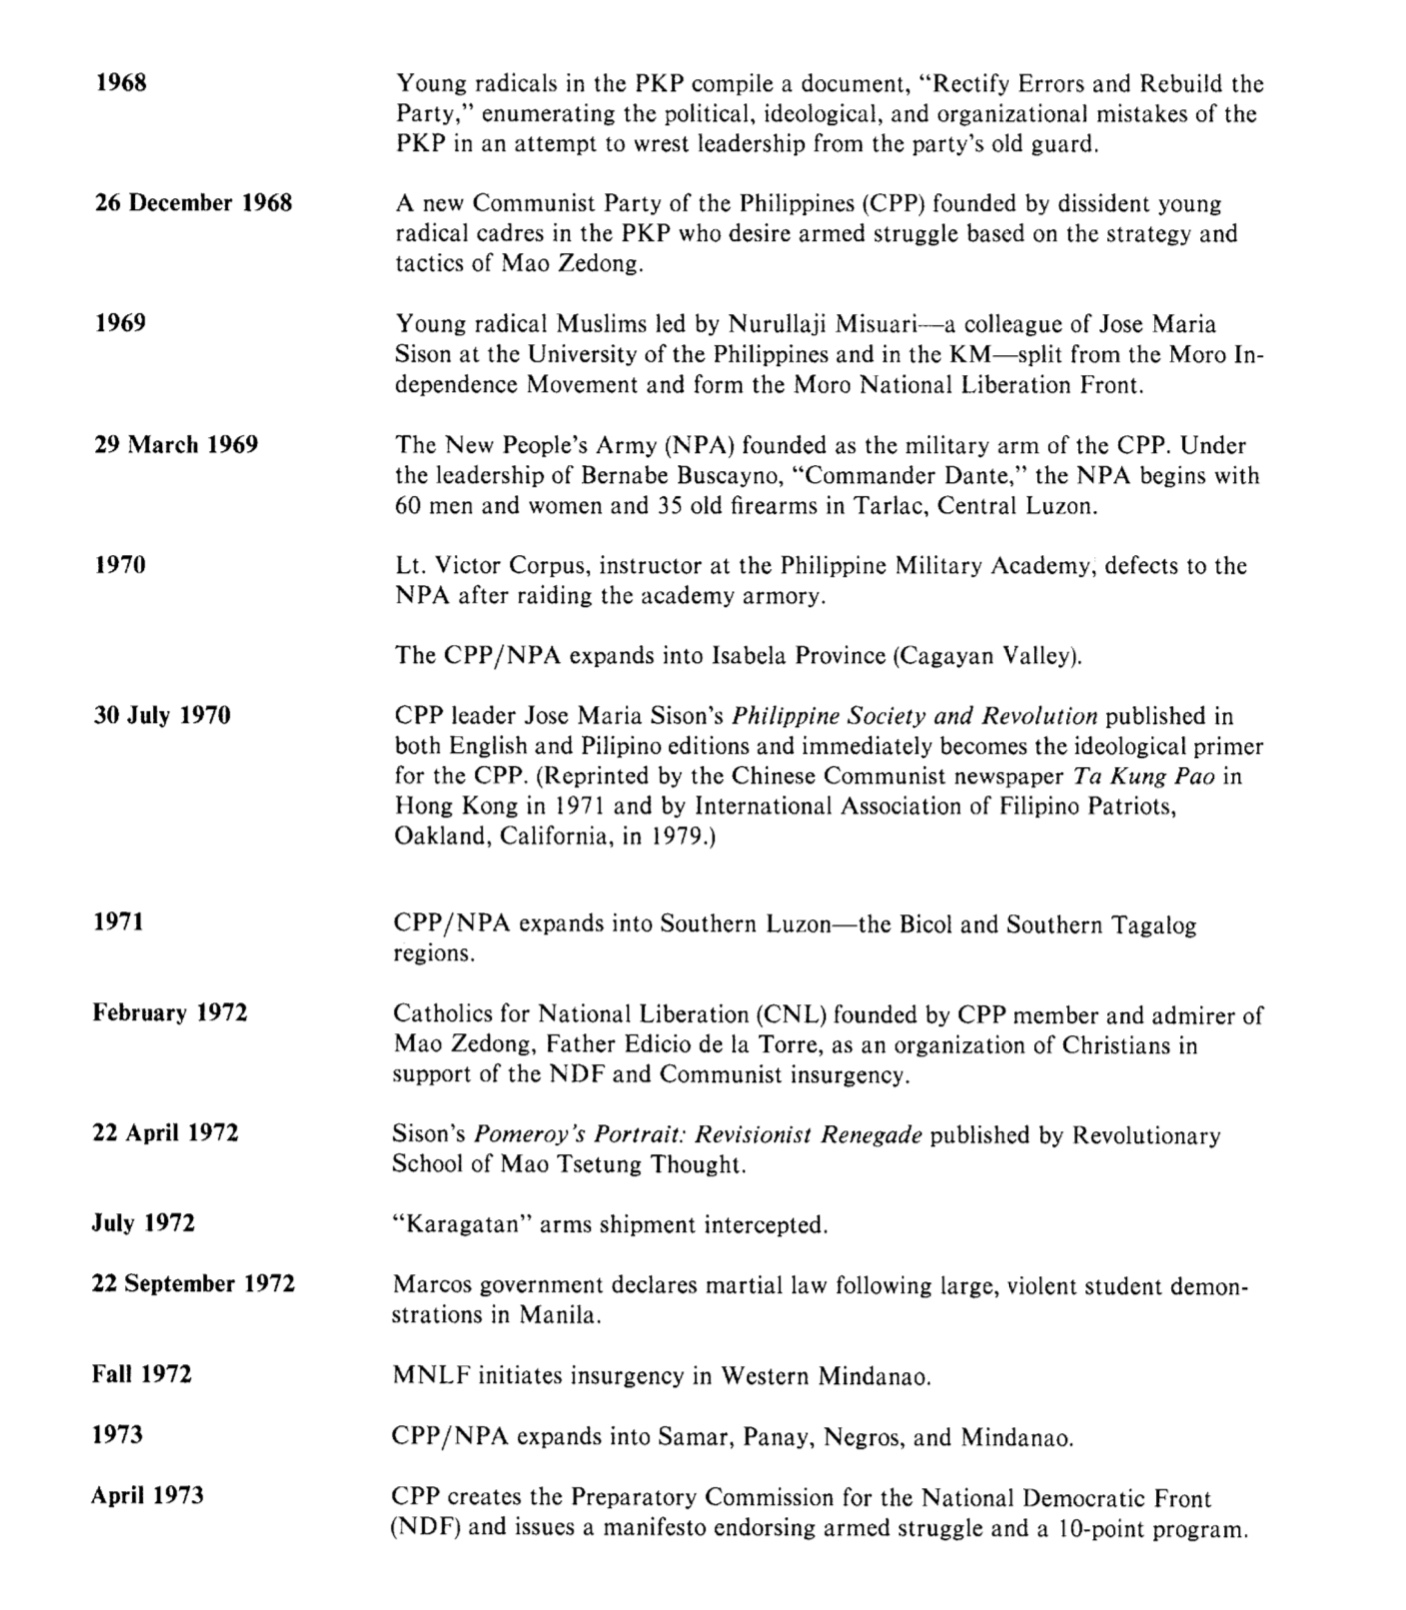 1968
Young radicals in the PKP compile a document, “Rectify Errors and Rebuild the
Party,” enumerating the political, ideological, and organizational mistakes of the
PKP in an attempt to wrest leadership from the party’s old guard.
26 December 1968
A new Communist Party of the Philippines (CPP) founded by dissident young
radical cadres in the PKP who desire armed struggle based on the strategy and
tactics of Mao Zedong.
1969
Young radical Muslims led by Nurullaji Misuari—a colleague of Jose Maria
Sison at the University of the Philippines and in the KM—split from the Moro In-
dependence Movement and form the Moro National Liberation Front.
29 March 1969
The New People’s Army (NPA) founded as the military arm of the CPP. Under
the leadership of Bernabe Buscayno, “Commander Dante,” the NPA begins with
60 men and women and 35 old firearms in Tarlac, Central Luzon.
1970
Lt. Victor Corpus, instructor at the Philippine Military Academy, defects to the
NPA after raiding the academy armory.
The CPP/NPA expands into Isabela Province (Cagayan Valley).
30 July 1970
CPP leader Jose Maria Sison’s Philippine Society and Revolution published in
both English and Pilipino editions and immediately becomes the ideological primer
for the CPP. (Reprinted by the Chinese Communist newspaper Ta Kung Pao in
Hong Kong in 1971 and by International Association of Filipino Patriots,
Oakland, California, in 1979.)
1971
CPP/NPA expands into Southern Luzon—the Bicol and Southern Tagalog
regions.
February 1972
Catholics for National Liberation (CNL) founded by CPP member and admirer of
Mao Zedong, Father Edicio de la Torre, as an organization of Christians in
support of the NDF and Communist insurgency.
22 April 1972
Sison’s Pomeroy’s Portrait: Revisionist Renegade published by Revolutionary
School of Mao Tsetung Thought.
July 1972
“Karagatan” arms shipment intercepted.
22 September 1972
Marcos government declares martial law following large, violent student demon-
strations in Manila.
Fall 1972
MNLF initiates insurgency in Western Mindanao.
1973
CPP/NPA expands into Samar, Panay, Negros, and Mindanao.
April 1973
CPP creates the Preparatory Commission for the National Democratic Front
(NDF) and issues a manifesto endorsing armed struggle and a 10-point program.